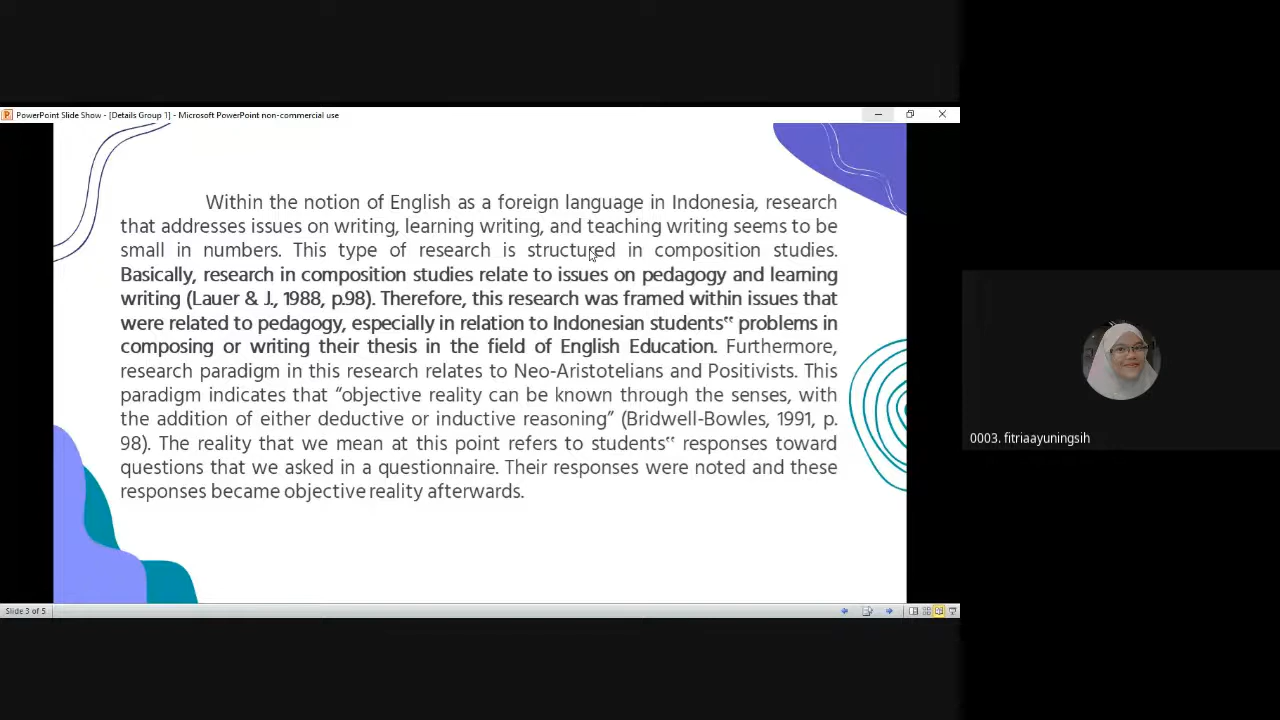 PowerPoint Slide Show - [Details Group 1] - Microsoft PowerPoint non-commercial use
Within the notion of English as a foreign language in Indonesia, research
that addresses issues on writing, learning writing, and teaching writing seems to be
small in numbers. This type of research is structured in composition studies.
Basically, research in composition studies relate to issues on pedagogy and learning
writing (Lauer & J., 1988, p.98). Therefore, this research was framed within issues that
were related to pedagogy, especially in relation to Indonesian students‟ problems in
composing or writing their thesis in the field of English Education. Furthermore,
research paradigm in this research relates to Neo-Aristotelians and Positivists. This
paradigm indicates that “objective reality can be known through the senses, with
the addition of either deductive or inductive reasoning” (Bridwell-Bowles, 1991, p.
98). The reality that we mean at this point refers to students‟ responses toward
questions that we asked in a questionnaire. Their responses were noted and these
responses became objective reality afterwards.
0003. fitriaayuningsih
Slide 3 of 5